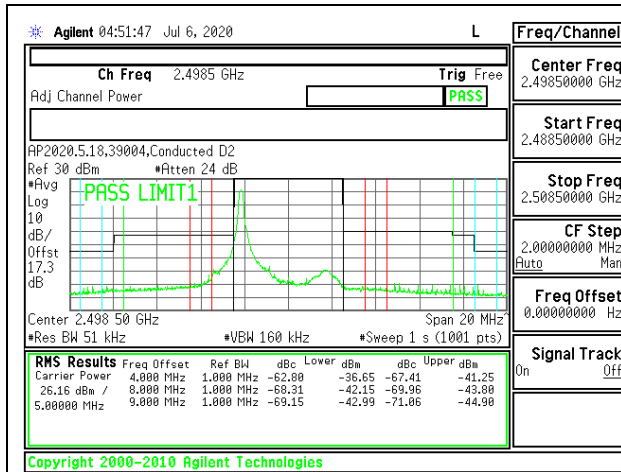 Agilent 04:51:47 Jul 6, 2020 L
Freq/Channel
Ch Freq 2.4985 GHz Trig Free
Adj Channel Power PASS
AP2020.5.18,39004,Conducted D2
Ref 30 dBm #Atten 24 dB
#Avg
Log
10
dB/
Offst
17.3
dB
PASS LIMIT1
Center 2.498 50 GHz Span 20 MHz
#Res BW 51 kHz #VBW 160 kHz #Sweep 1 s (1001 pts)
RMS Results Freq Offset Ref BW dBc Lower dBm dBc Upper dBm
Carrier Power 4.000 MHz 1.000 MHz -62.80 -36.65 -67.41 -41.25
26.16 dBm / 8.000 MHz 1.000 MHz -68.31 -42.15 -69.96 -43.80
5.00000 MHz 9.000 MHz 1.000 MHz -69.15 -42.99 -71.06 -44.90
Copyright 2000-2010 Agilent Technologies
Center Freq
2.49850000 GHz
Start Freq
2.48850000 GHz
Stop Freq
2.50850000 GHz
CF Step
2.00000000 MHz
Auto Man
Freq Offset
0.00000000 Hz
Signal Track
On Off